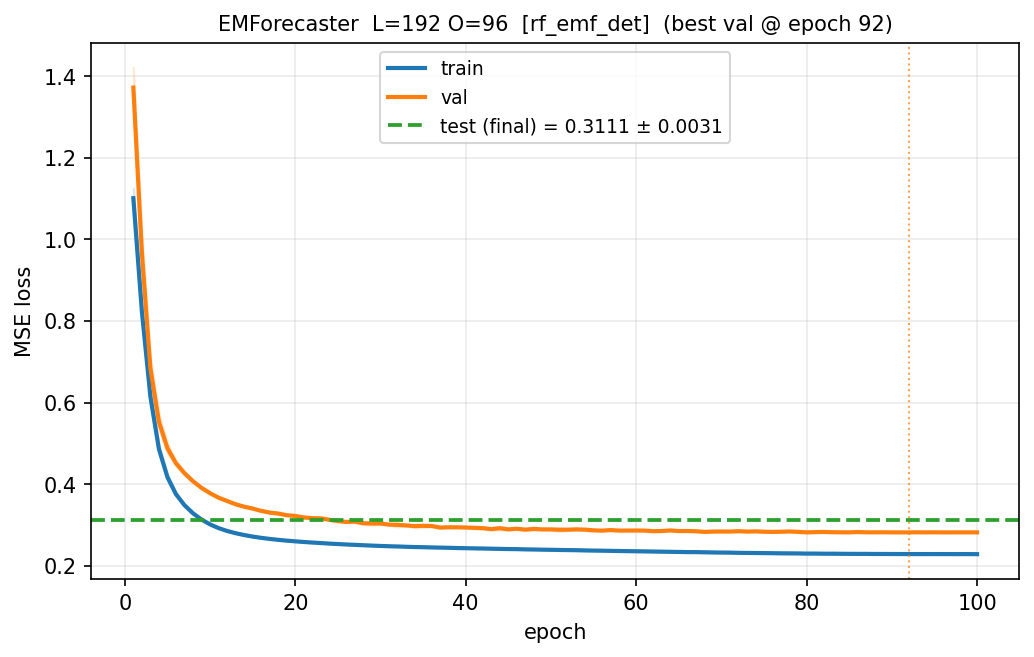 EMForecaster  L=192 O=96  [rf_emf_det]  (best val @ epoch 92)
train
val
test (final) = 0.3111 ± 0.0031
MSE loss
1.4
1.2
1.0
0.8
0.6
0.4
0.2
0
20
40
60
80
100
epoch